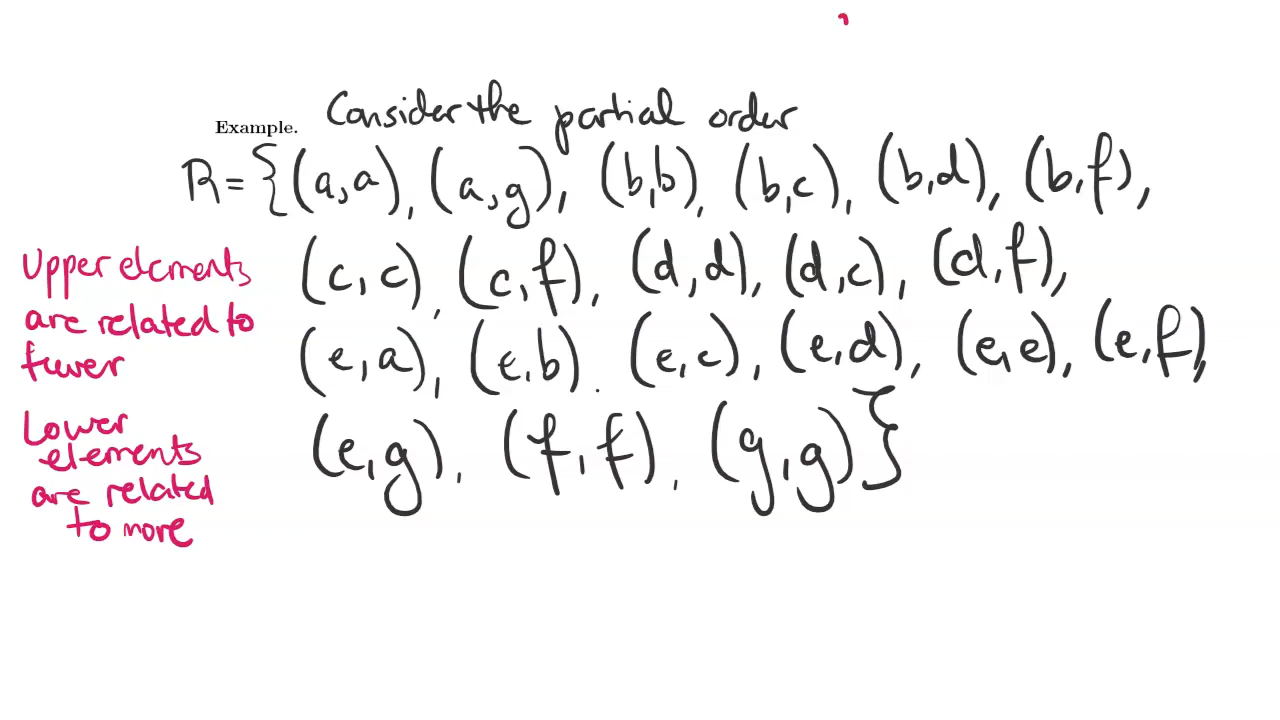 Consider the partial order
Example.
R = {(a,a), (a,g), (b,b), (b,c), (b,d), (b,f),
(c,c), (c,f), (d,d), (d,c), (d,f),
(e,a), (e,b), (e,c), (e,d), (e,e), (e,f),
(e,g), (f,f), (g,g)}
Upper elements
are related to
fewer
Lower
elements
are related
to more